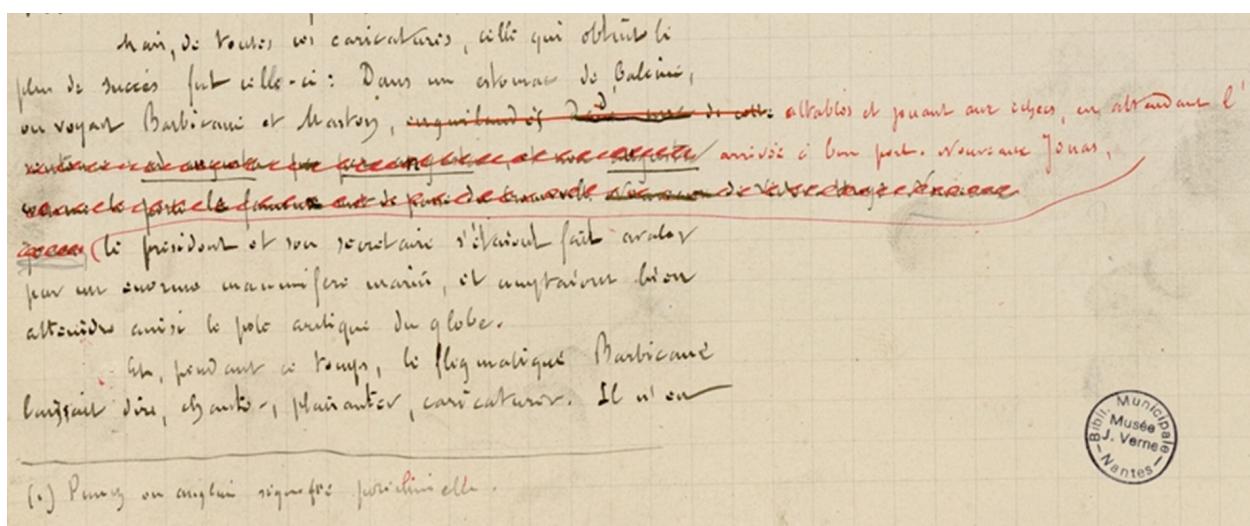 Mais, de toutes ces caricatures, celle qui obtint le
plus de succès fut celle-ci : Dans un estomac de Baleine,
on voyait Barbicane et Maston, attablés et jouant aux échecs, en attendant l'
arrivée à bon port. Nouveaux Jonas,
le président et son secrétaire s'étaient fait avaler
par un énorme mammifère marin, et comptaient bien
atteindre ainsi le pôle arctique du globe.
Et, pendant ce temps, le flegmatique Barbicane
laissait dire, chanter, plaisanter, caricaturer. Il n'en
(1) Punch en anglais signifie polichinelle.
Bibli. Municipale
Musée
J. Verne
Nantes